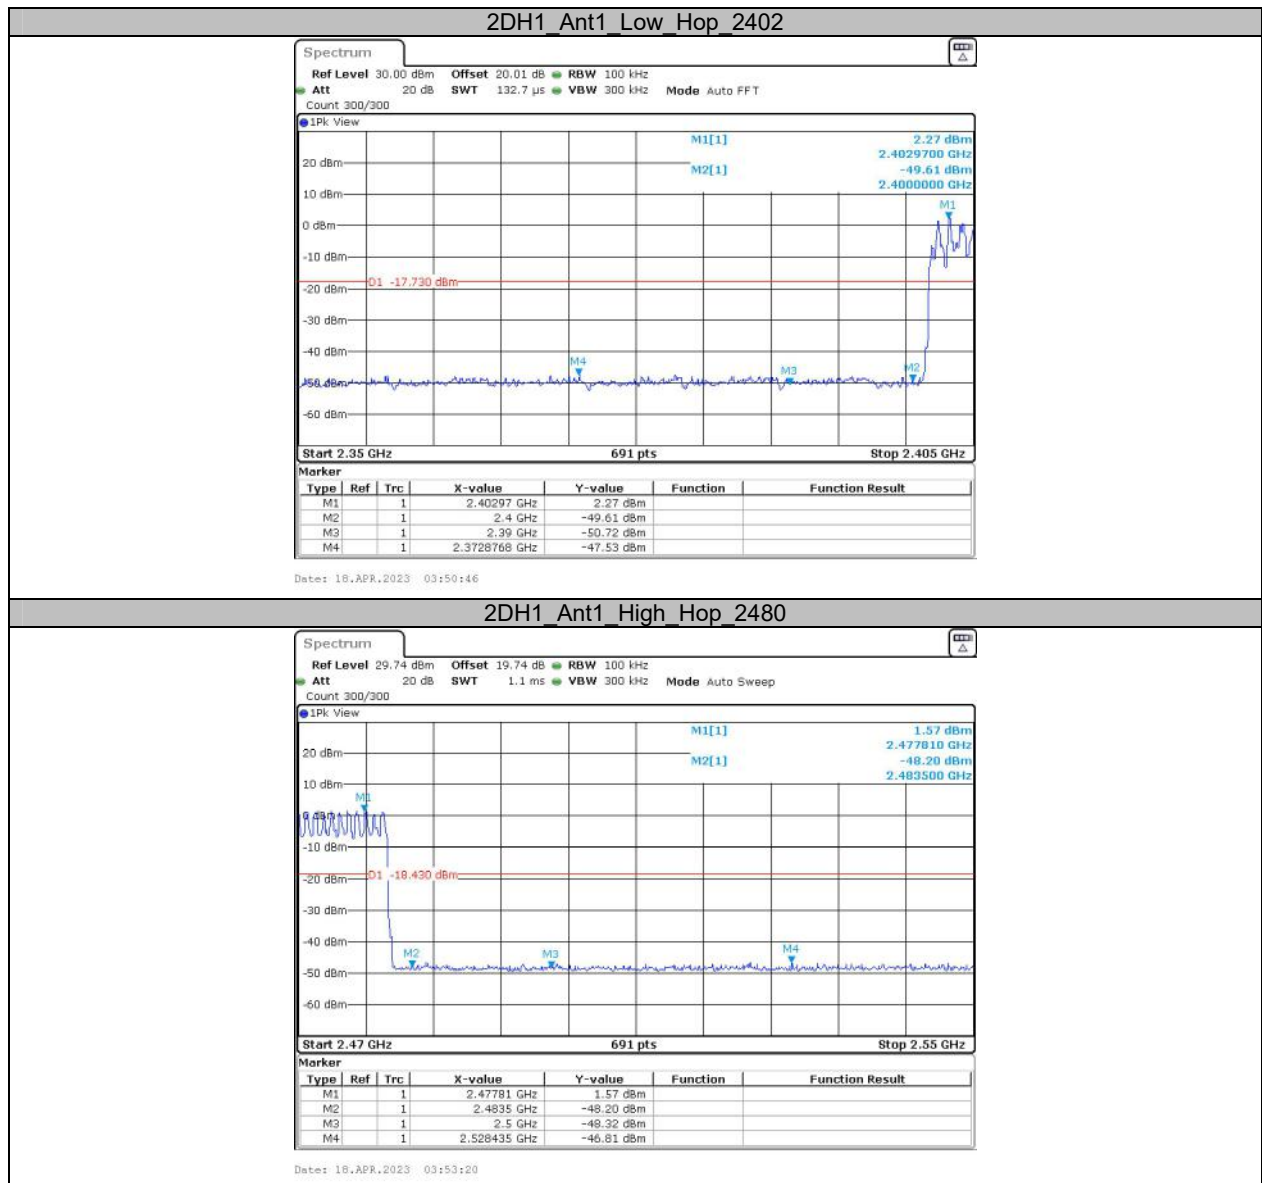 2DH1_Ant1_Low_Hop_2402
Spectrum
Ref Level 30.00 dBm Offset 20.01 dB RBW 100 kHz
Att 20 dB SWT 132.7 µs VBW 300 kHz Mode Auto FFT
Count 300/300
1Pk View
M1[1] 2.27 dBm
2.4029700 GHz
M2[1] -49.61 dBm
2.4000000 GHz
20 dBm
10 dBm
M1
0 dBm
-10 dBm
D1 -17.730 dBm
-20 dBm
-30 dBm
-40 dBm
M4
M3
M2
-50 dBm
-60 dBm
Start 2.35 GHz 691 pts Stop 2.405 GHz
Marker
Type Ref Trc X-value Y-value Function Function Result
M1 1 2.40297 GHz 2.27 dBm
M2 1 2.4 GHz -49.61 dBm
M3 1 2.39 GHz -50.72 dBm
M4 1 2.3728768 GHz -47.53 dBm
Date: 18.APR.2023 03:50:46
2DH1_Ant1_High_Hop_2480
Spectrum
Ref Level 29.74 dBm Offset 19.74 dB RBW 100 kHz
Att 20 dB SWT 1.1 ms VBW 300 kHz Mode Auto Sweep
Count 300/300
1Pk View
M1[1] 1.57 dBm
2.477810 GHz
M2[1] -48.20 dBm
2.483500 GHz
20 dBm
10 dBm
M1
0 dBm
-10 dBm
D1 -18.430 dBm
-20 dBm
-30 dBm
-40 dBm
M2 M3 M4
-50 dBm
-60 dBm
Start 2.47 GHz 691 pts Stop 2.55 GHz
Marker
Type Ref Trc X-value Y-value Function Function Result
M1 1 2.47781 GHz 1.57 dBm
M2 1 2.4835 GHz -48.20 dBm
M3 1 2.5 GHz -48.32 dBm
M4 1 2.528435 GHz -46.81 dBm
Date: 18.APR.2023 03:53:20